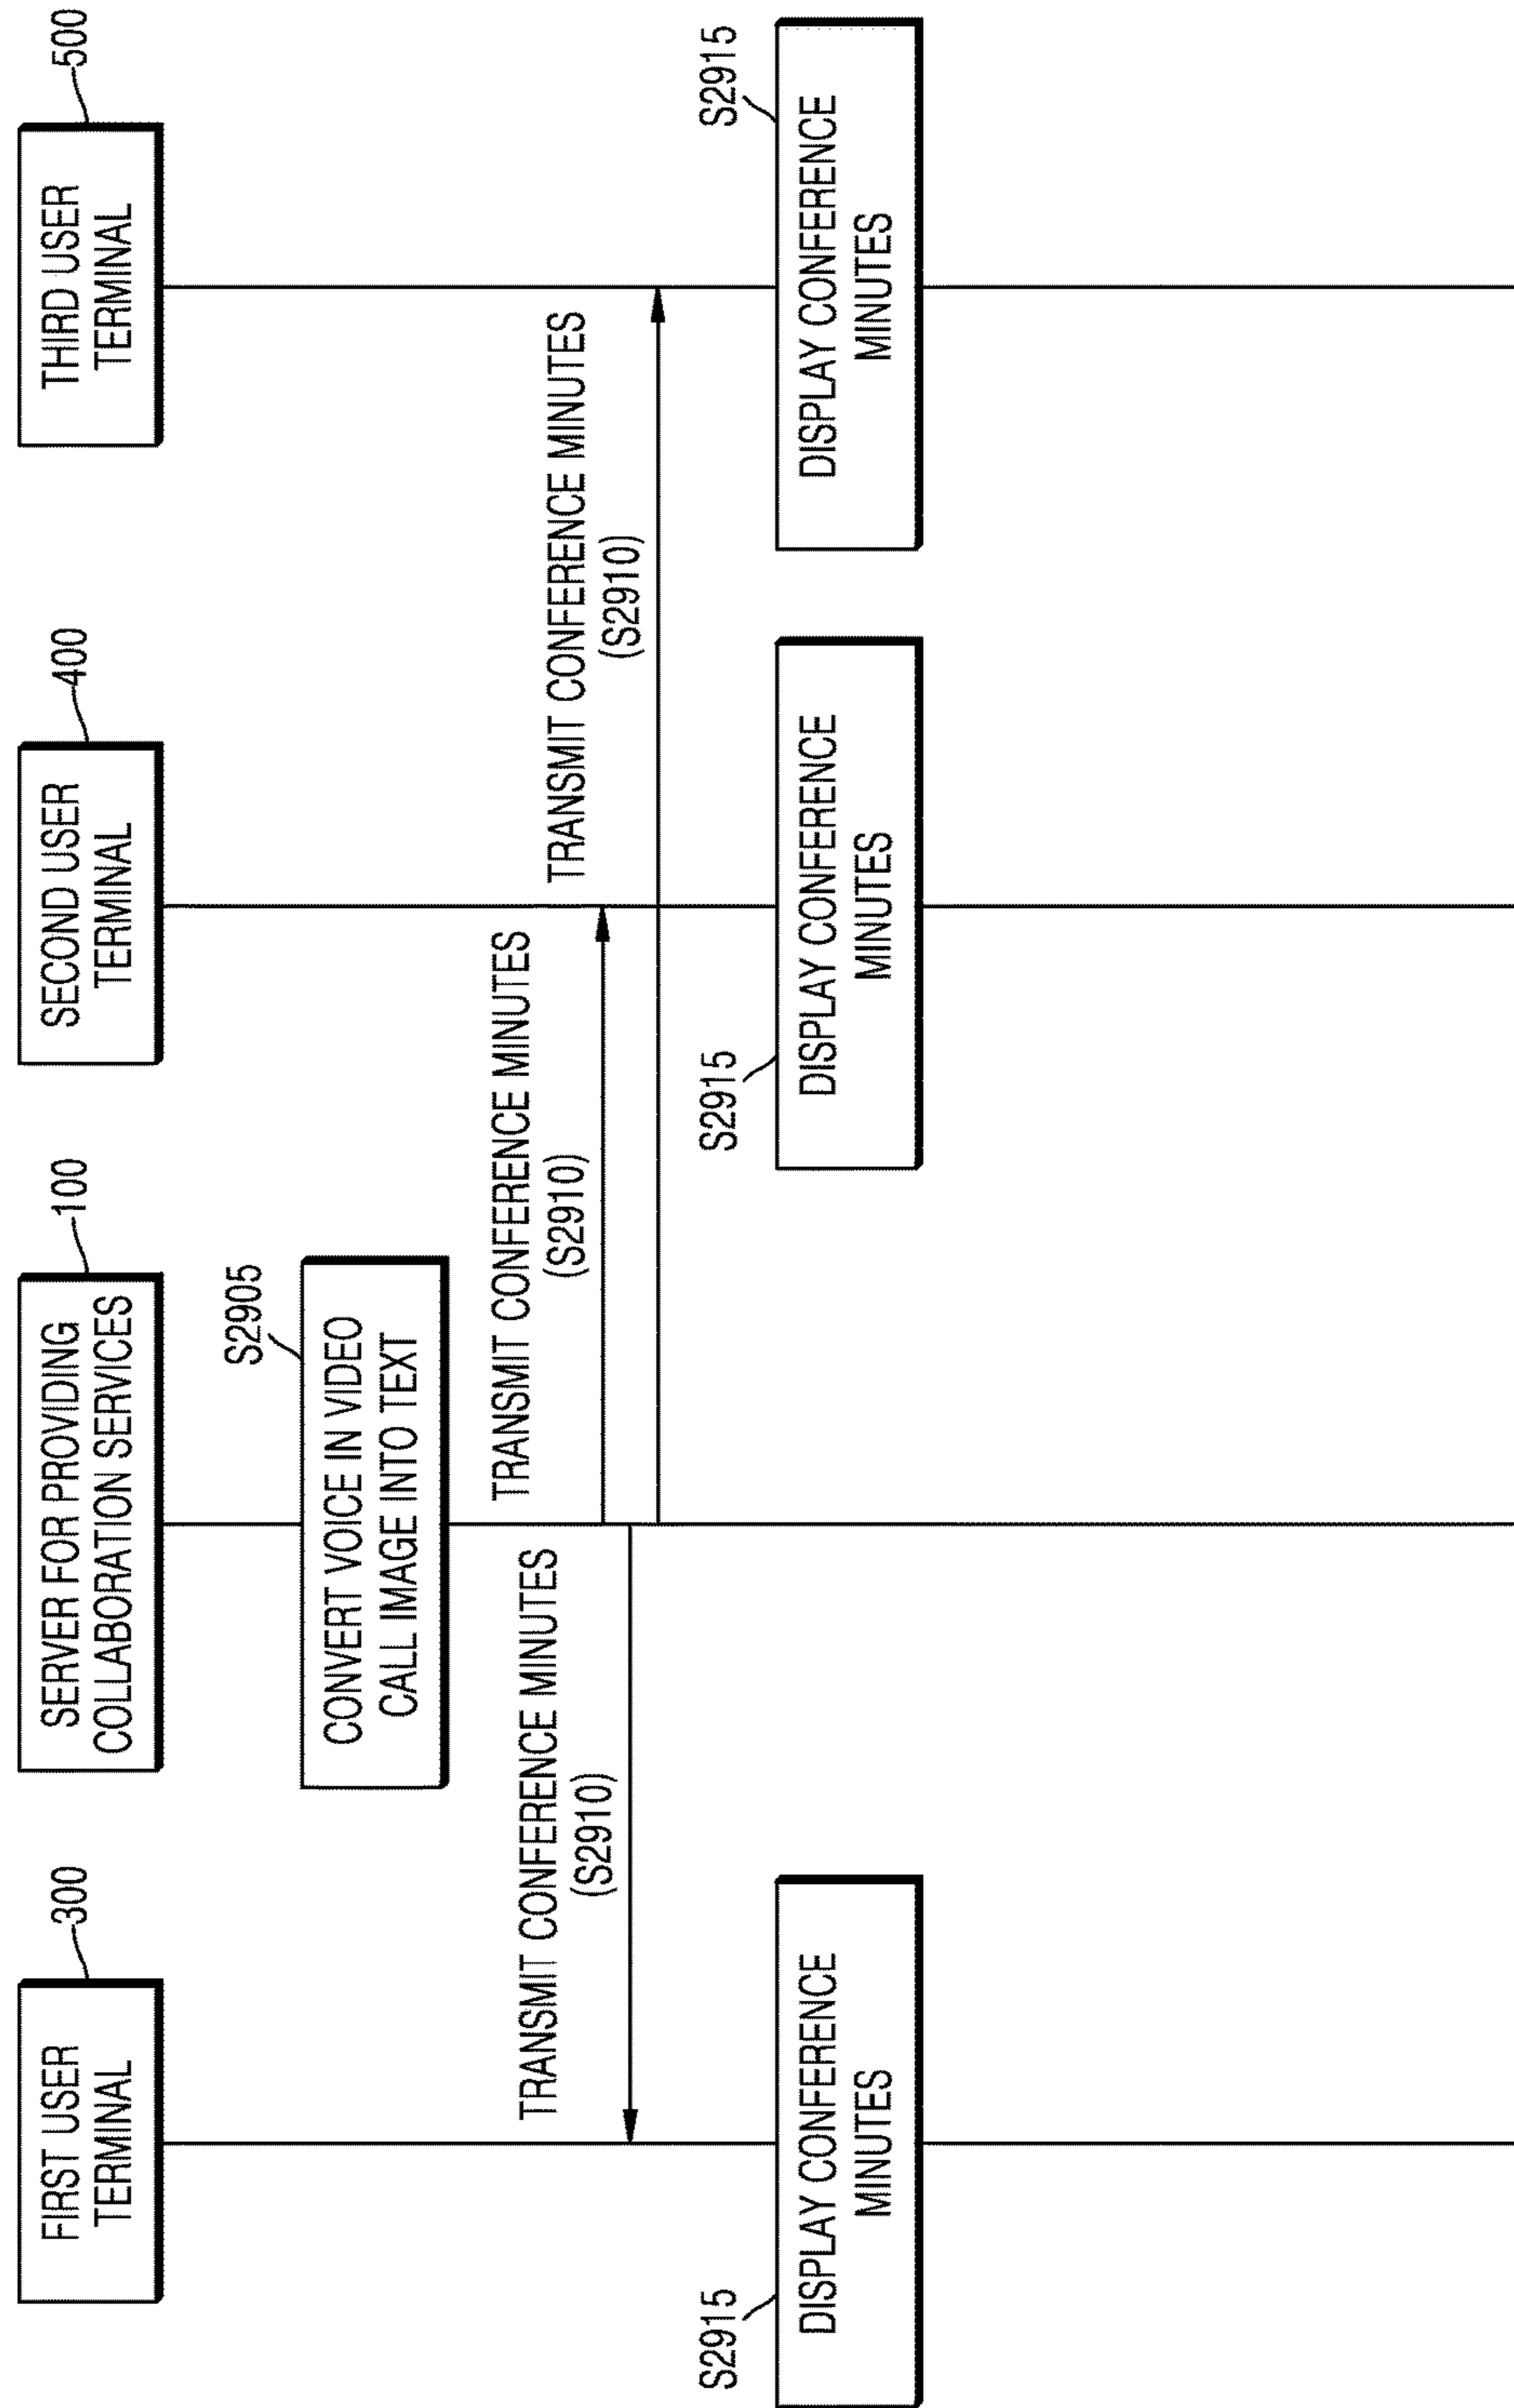 300
FIRST USER
TERMINAL
100
SERVER FOR PROVIDING
COLLABORATION SERVICES
400
SECOND USER
TERMINAL
500
THIRD USER
TERMINAL
S2905
CONVERT VOICE IN VIDEO
CALL IMAGE INTO TEXT
TRANSMIT CONFERENCE MINUTES
(S2910)
TRANSMIT CONFERENCE MINUTES
(S2910)
TRANSMIT CONFERENCE MINUTES
(S2910)
S2915
DISPLAY CONFERENCE
MINUTES
S2915
DISPLAY CONFERENCE
MINUTES
S2915
DISPLAY CONFERENCE
MINUTES